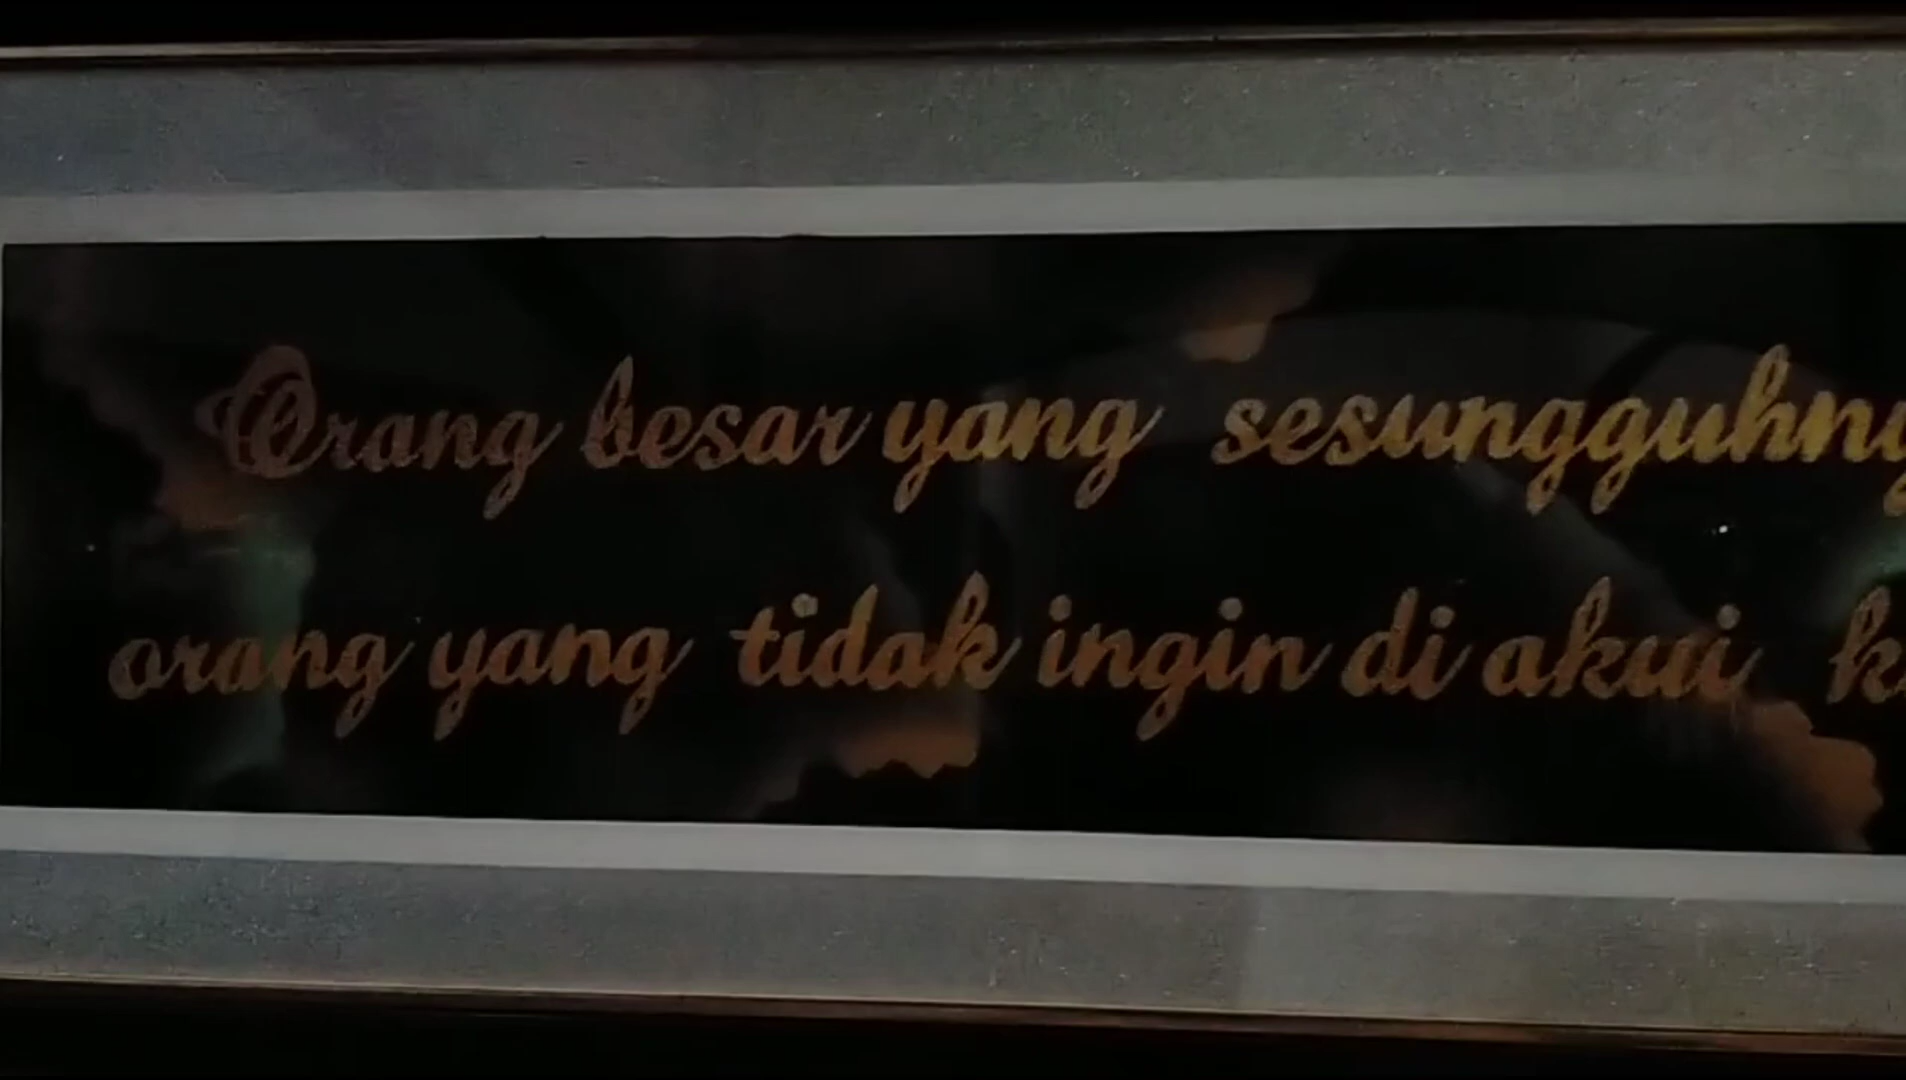 Orang besar yang sesungguhny
orang yang tidak ingin di akui k